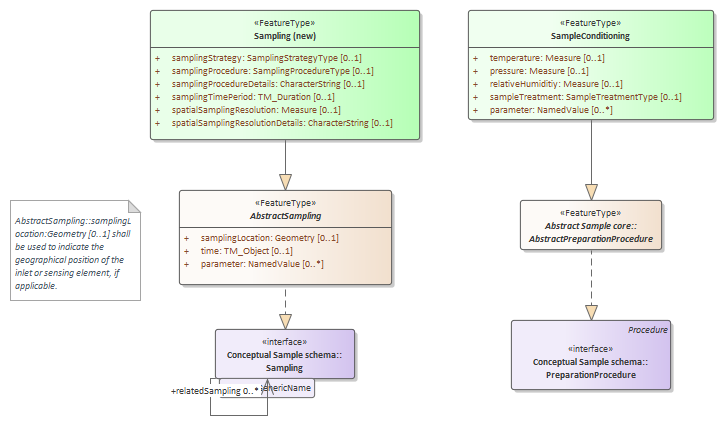 «FeatureType»
Sampling (new)
+ samplingStrategy: SamplingStrategyType [0..1]
+ samplingProcedure: SamplingProcedureType [0..1]
+ samplingProcedureDetails: CharacterString [0..1]
+ samplingTimePeriod: TM_Duration [0..1]
+ spatialSamplingResolution: Measure [0..1]
+ spatialSamplingResolutionDetails: CharacterString [0..1]
«FeatureType»
SampleConditioning
+ temperature: Measure [0..1]
+ pressure: Measure [0..1]
+ relativeHumiditiy: Measure [0..1]
+ sampleTreatment: SampleTreatmentType [0..1]
+ parameter: NamedValue [0..*]
AbstractSampling::samplingL
ocation:Geometry [0..1] shall
be used to indicate the
geographical position of the
inlet or sensing element, if
applicable.
«FeatureType»
AbstractSampling
+ samplingLocation: Geometry [0..1]
+ time: TM_Object [0..1]
+ parameter: NamedValue [0..*]
«FeatureType»
Abstract Sample core::
AbstractPreparationProcedure
«interface»
Conceptual Sample schema::
Sampling
+relatedSampling 0..*
Procedure
«interface»
Conceptual Sample schema::
PreparationProcedure